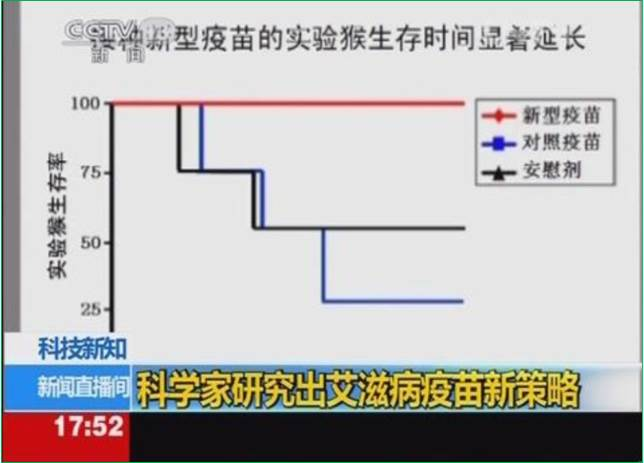 CCTV
新闻
接种新型疫苗的实验猴生存时间显著延长
100
75
50
25
实验猴生存率
新型疫苗
对照疫苗
安慰剂
科技新知
新闻直播间
科学家研究出艾滋病疫苗新策略
17:52